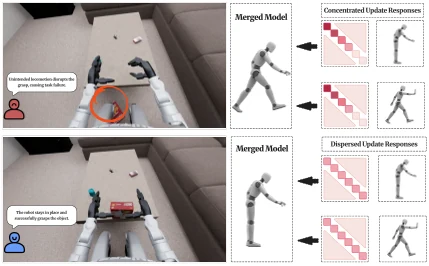 Unintended locomotion disrupts the
grasp, causing task failure.
Merged Model
Concentrated Update Responses
The robot stays in place and
successfully grasps the object.
Merged Model
Dispersed Update Responses